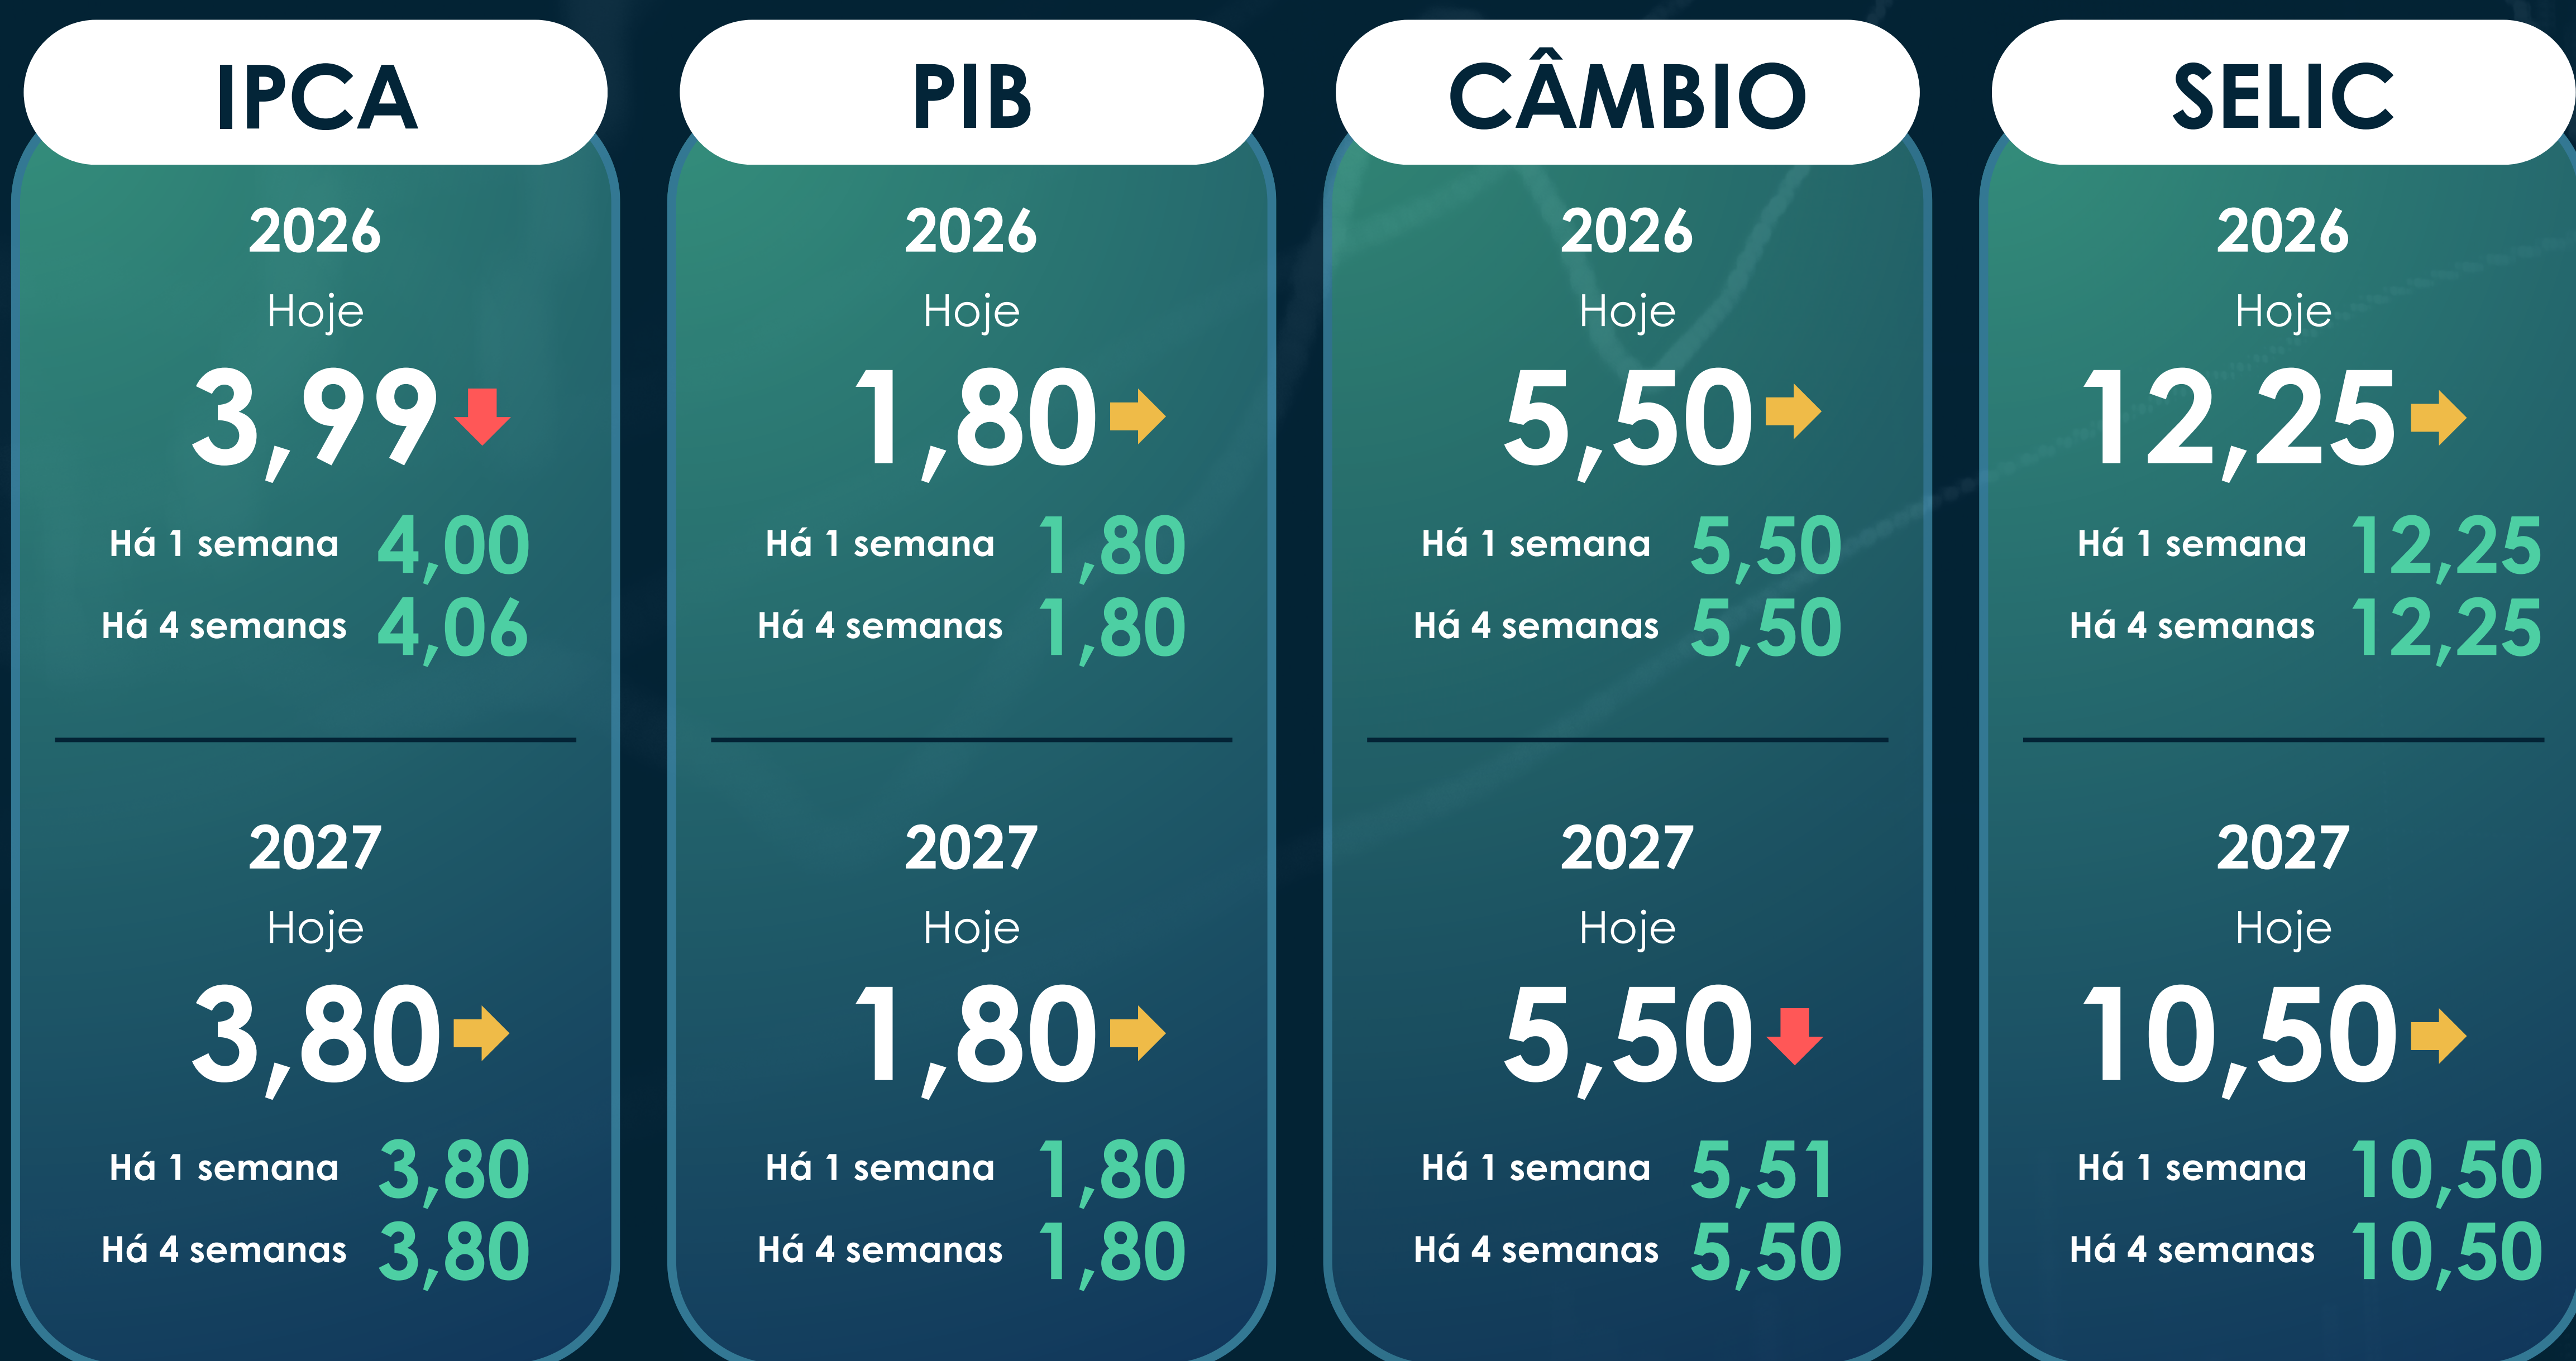 IPCA
2026
Hoje
3,99
Há 1 semana 4,00
Há 4 semanas 4,06
2027
Hoje
3,80
Há 1 semana 3,80
Há 4 semanas 3,80
PIB
2026
Hoje
1,80
Há 1 semana 1,80
Há 4 semanas 1,80
2027
Hoje
1,80
Há 1 semana 1,80
Há 4 semanas 1,80
CÂMBIO
2026
Hoje
5,50
Há 1 semana 5,50
Há 4 semanas 5,50
2027
Hoje
5,50
Há 1 semana 5,51
Há 4 semanas 5,50
SELIC
2026
Hoje
12,25
Há 1 semana 12,25
Há 4 semanas 12,25
2027
Hoje
10,50
Há 1 semana 10,50
Há 4 semanas 10,50